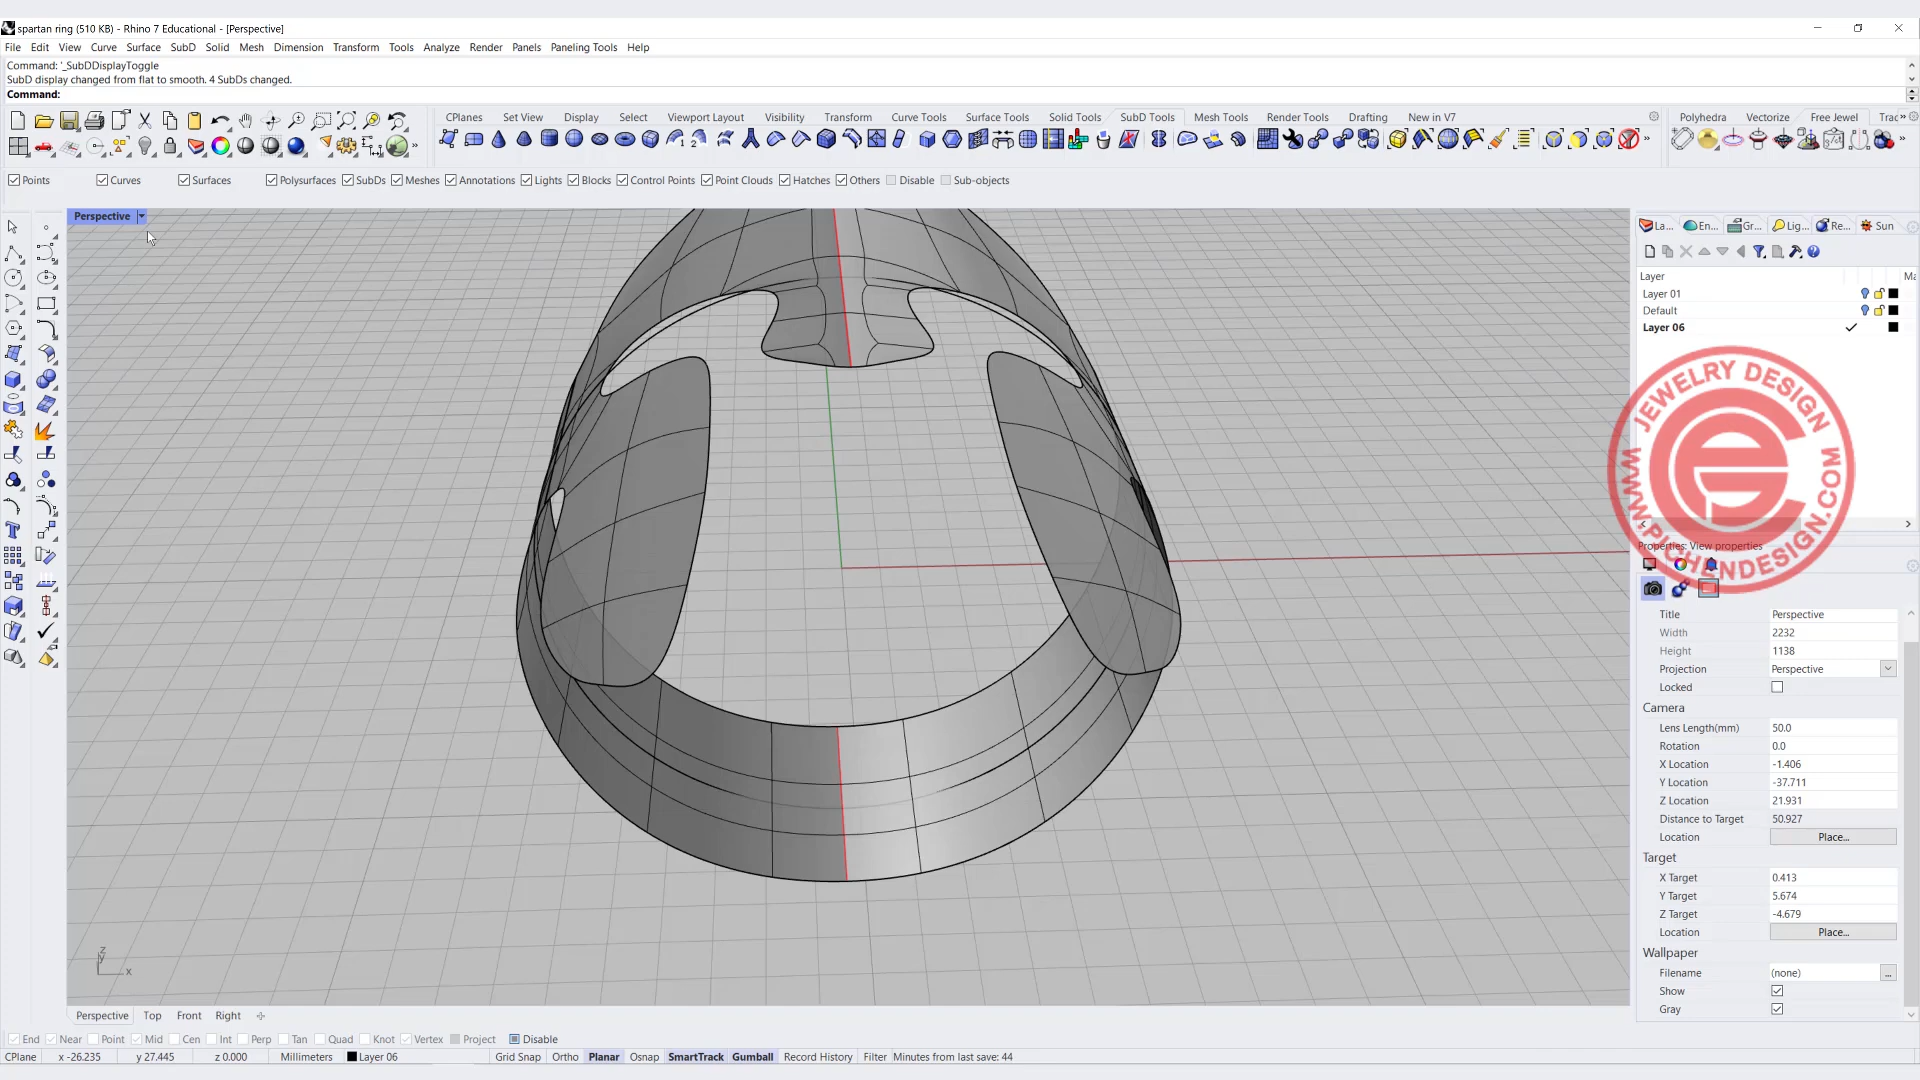 spartan ring (510 KB) - Rhino 7 Educational - [Perspective]
File Edit View Curve Surface SubD Solid Mesh Dimension Transform Tools Analyze Render Panels Paneling Tools Help
Command: '_SubDDisplayToggle
SubD display changed from flat to smooth. 4 SubDs changed.
Command:
CPlanes Set View Display Select Viewport Layout Visibility Transform Curve Tools Surface Tools Solid Tools SubD Tools Mesh Tools Render Tools Drafting New in V7 Polyhedra Vectorize Free Jewel Trac
Points Curves Surfaces Polysurfaces SubDs Meshes Annotations Lights Blocks Control Points Point Clouds Hatches Others Disable Sub-objects
Perspective
La... En... Gr... Lig... Re... Sun
Layer Ma
Layer 01
Default
Layer 06
JEWELRY DESIGN
WWW.PICHENDESIGN.COM
Properties: View properties
Title Perspective
Width 2232
Height 1138
Projection Perspective
Locked
Camera
Lens Length(mm) 50.0
Rotation 0.0
X Location -1.406
Y Location -37.711
Z Location 21.931
Distance to Target 50.927
Location Place...
Target
X Target 0.413
Y Target 5.674
Z Target -4.679
Location Place...
Wallpaper
Filename (none) ...
Show
Gray
z
y
x
Perspective Top Front Right
End Near Point Mid Cen Int Perp Tan Quad Knot Vertex Project Disable
CPlane x -26.235 y 27.445 z 0.000 Millimeters Layer 06 Grid Snap Ortho Planar Osnap SmartTrack Gumball Record History Filter Minutes from last save: 44